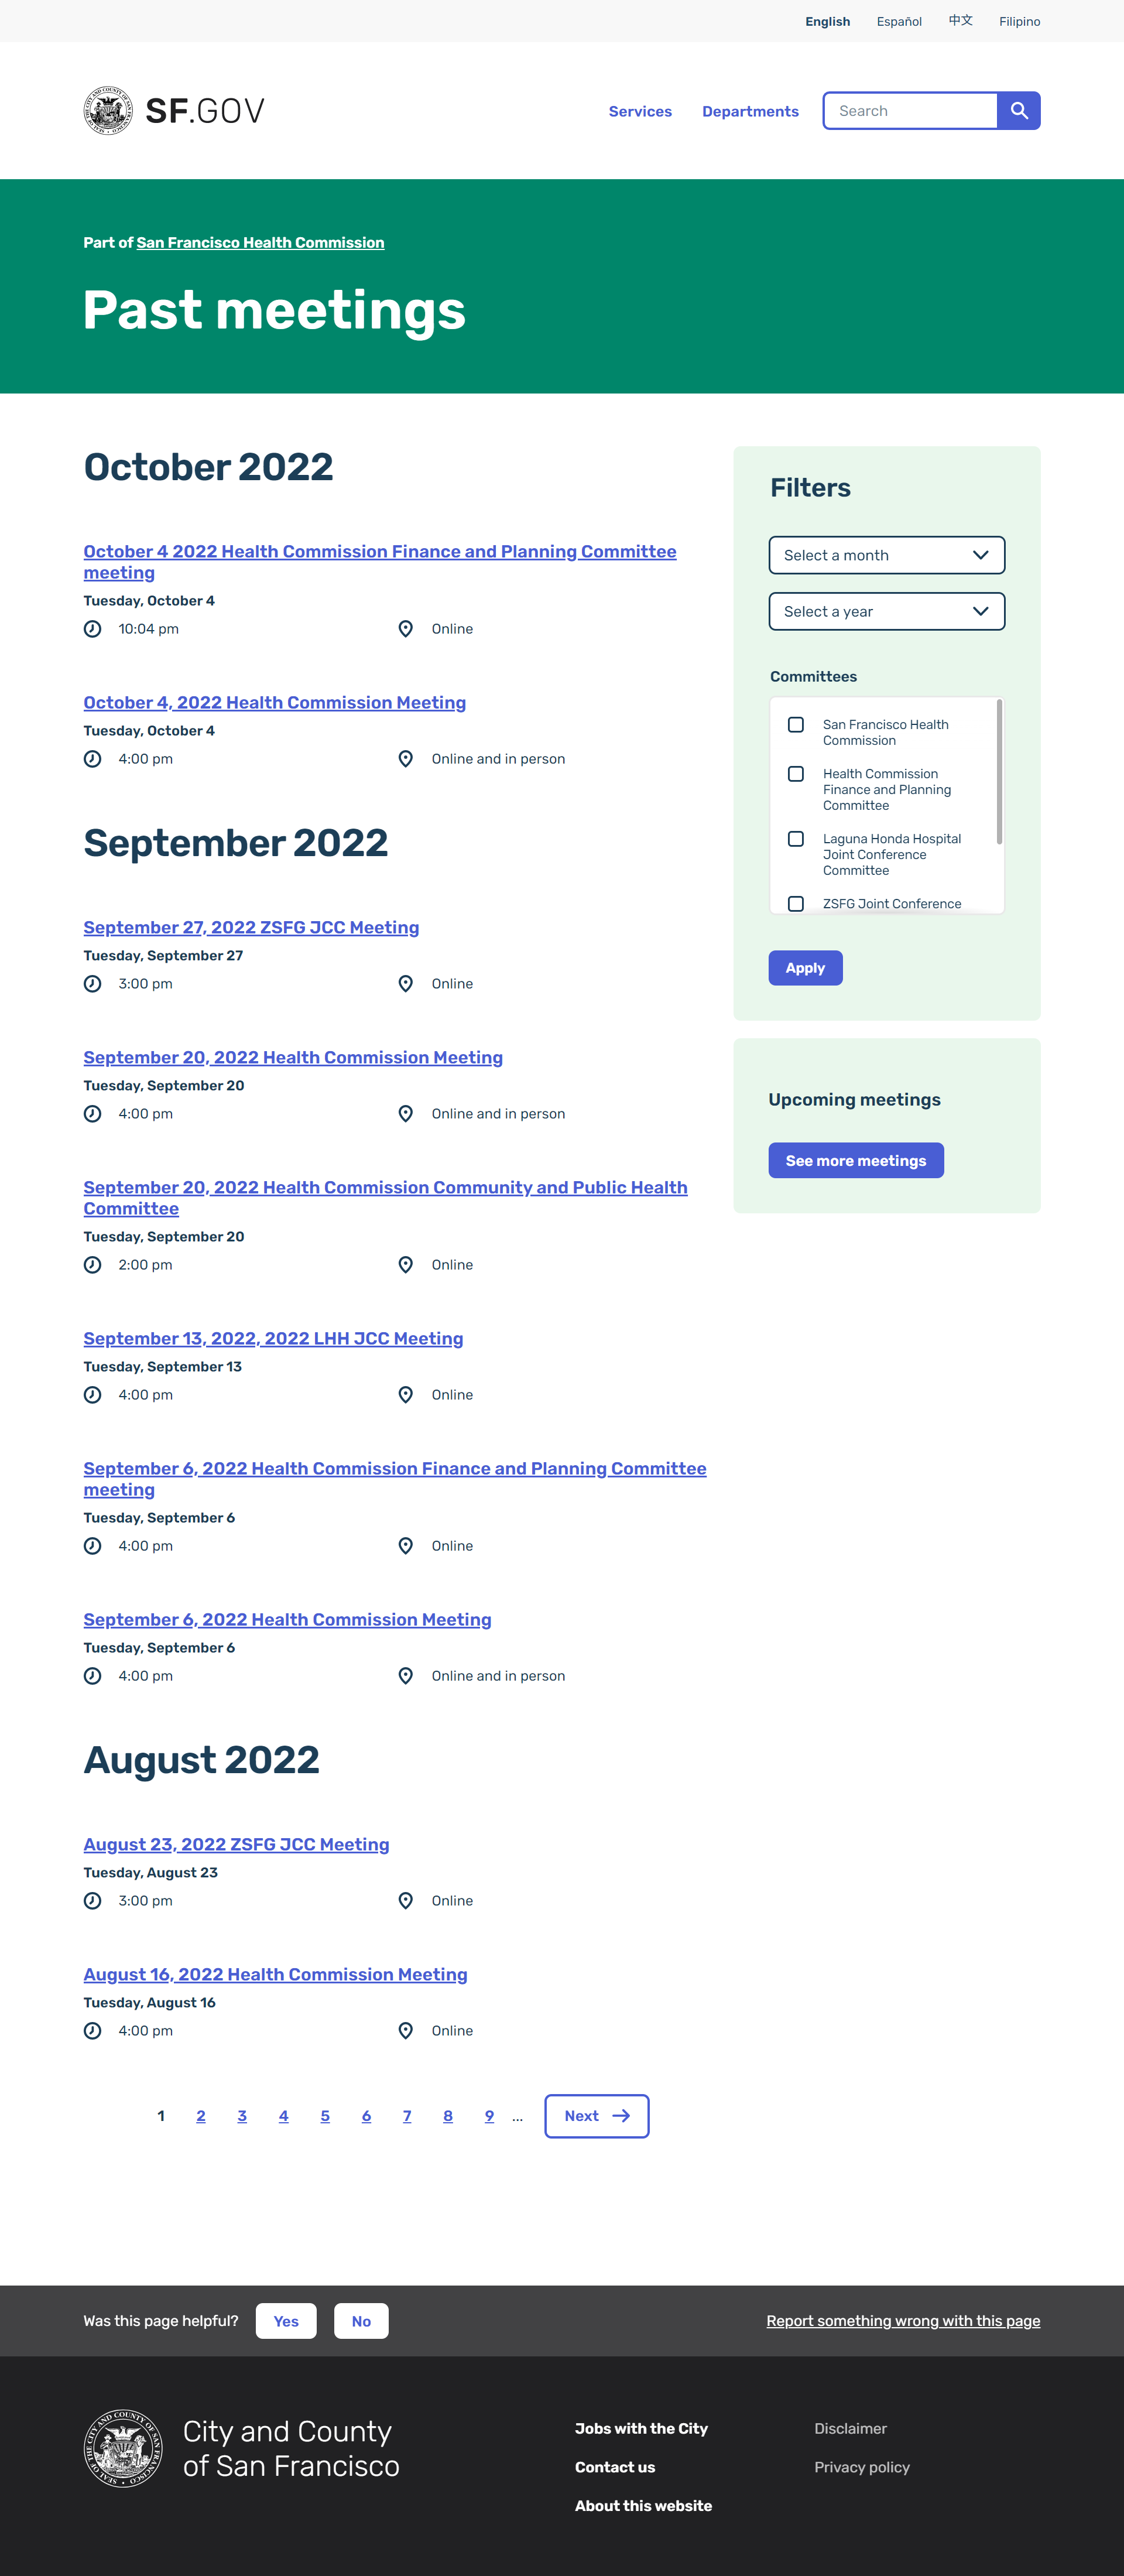 English
Español
中文
Filipino
SF.GOV
Services
Departments
Search
Part of San Francisco Health Commission
Past meetings
October 2022
October 4 2022 Health Commission Finance and Planning Committee
meeting
Tuesday, October 4
10:04 pm
Online
October 4, 2022 Health Commission Meeting
Tuesday, October 4
4:00 pm
Online and in person
September 2022
September 27, 2022 ZSFG JCC Meeting
Tuesday, September 27
3:00 pm
Online
September 20, 2022 Health Commission Meeting
Tuesday, September 20
4:00 pm
Online and in person
September 20, 2022 Health Commission Community and Public Health
Committee
Tuesday, September 20
2:00 pm
Online
September 13, 2022, 2022 LHH JCC Meeting
Tuesday, September 13
4:00 pm
Online
September 6, 2022 Health Commission Finance and Planning Committee
meeting
Tuesday, September 6
4:00 pm
Online
September 6, 2022 Health Commission Meeting
Tuesday, September 6
4:00 pm
Online and in person
August 2022
August 23, 2022 ZSFG JCC Meeting
Tuesday, August 23
3:00 pm
Online
August 16, 2022 Health Commission Meeting
Tuesday, August 16
4:00 pm
Online
1 2 3 4 5 6 7 8 9 ... Next
Filters
Select a month
Select a year
Committees
San Francisco Health
Commission
Health Commission
Finance and Planning
Committee
Laguna Honda Hospital
Joint Conference
Committee
ZSFG Joint Conference
Apply
Upcoming meetings
See more meetings
Was this page helpful?
Yes
No
Report something wrong with this page
SEAL OF THE CITY AND COUNTY OF SAN FRANCISCO
City and County
of San Francisco
Jobs with the City
Contact us
About this website
Disclaimer
Privacy policy